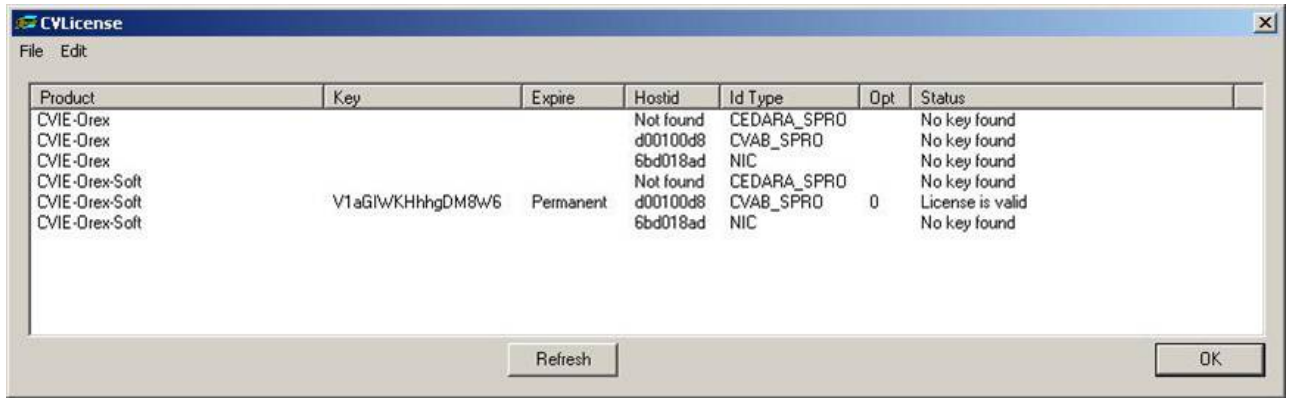 CVLicense
File Edit
Product Key Expire Hostid Id Type Opt Status
CVIE-Orex Not found CEDARA_SPRO No key found
CVIE-Orex d00100d8 CVAB_SPRO No key found
CVIE-Orex 6bd018ad NIC No key found
CVIE-Orex-Soft Not found CEDARA_SPRO No key found
CVIE-Orex-Soft V1aGIWKHhhgDM8W6 Permanent d00100d8 CVAB_SPRO 0 License is valid
CVIE-Orex-Soft 6bd018ad NIC No key found
Refresh OK